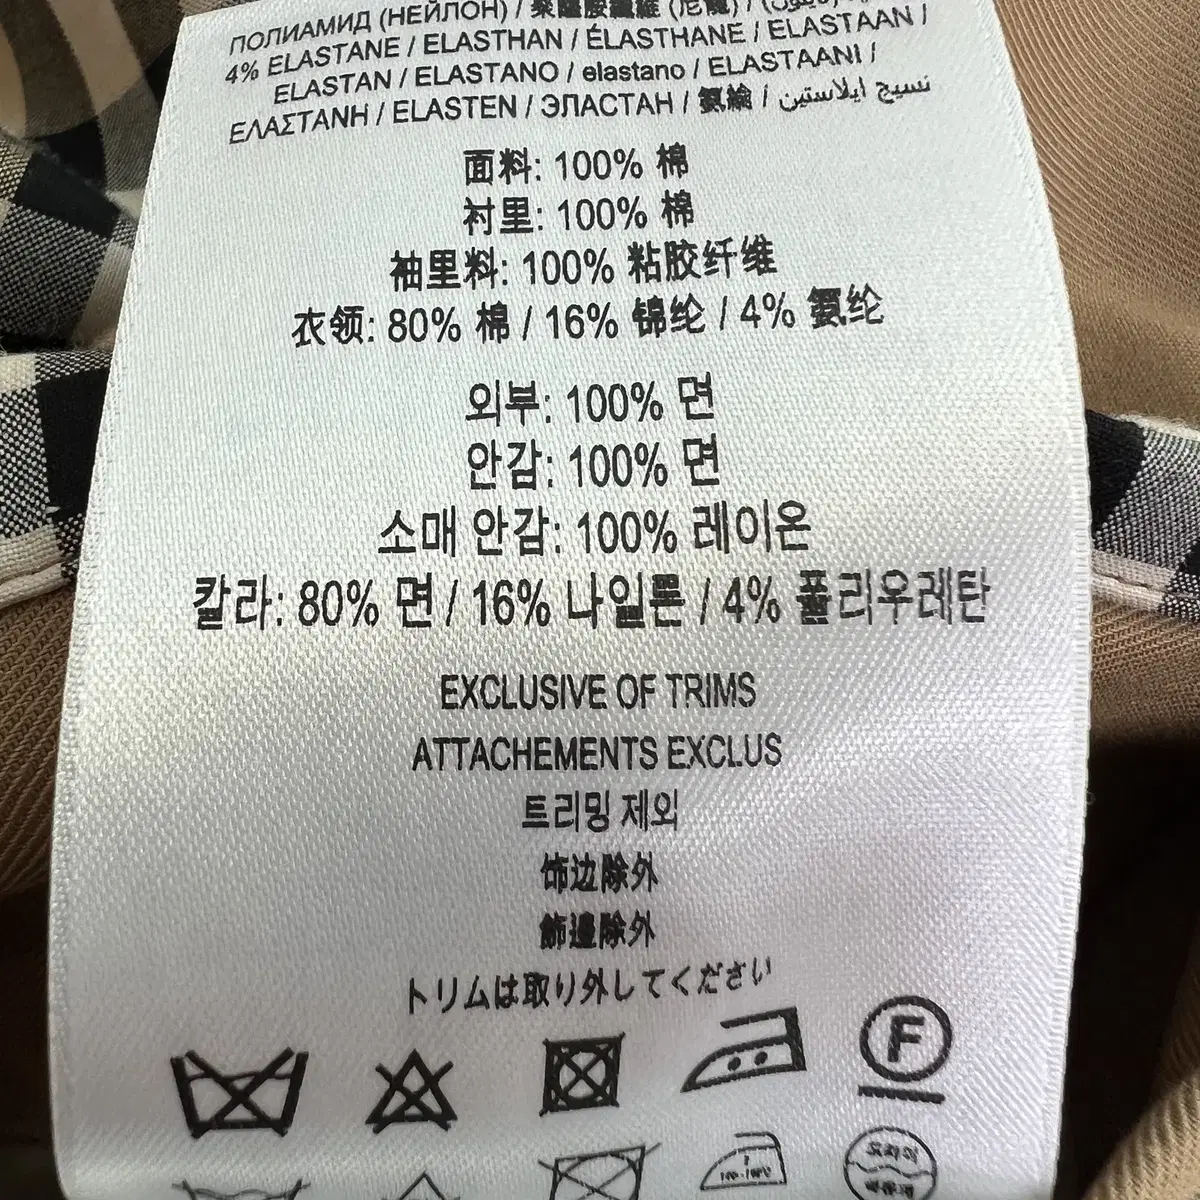 ПОЛИАМИД (НЕЙЛОН) / 聚醯胺纖維 (尼龍) /
4% ELASTANE / ELASTHAN / ÉLASTHANE / ELASTAAN /
ELASTAN / ELASTANO / elastano / ELASTAANI /
ΕΛΑΣΤΑΝΗ / ELASTEN / ЭЛАСТАН / 氨綸 / نسيج ايلاستين
面料: 100% 棉
衬里: 100% 棉
袖里料: 100% 粘胶纤维
衣领: 80% 棉 / 16% 锦纶 / 4% 氨纶
외부: 100% 면
안감: 100% 면
소매 안감: 100% 레이온
칼라: 80% 면 / 16% 나일론 / 4% 폴리우레탄
EXCLUSIVE OF TRIMS
ATTACHEMENTS EXCLUS
트리밍 제외
饰边除外
飾邊除外
トリムは取り外してください
F